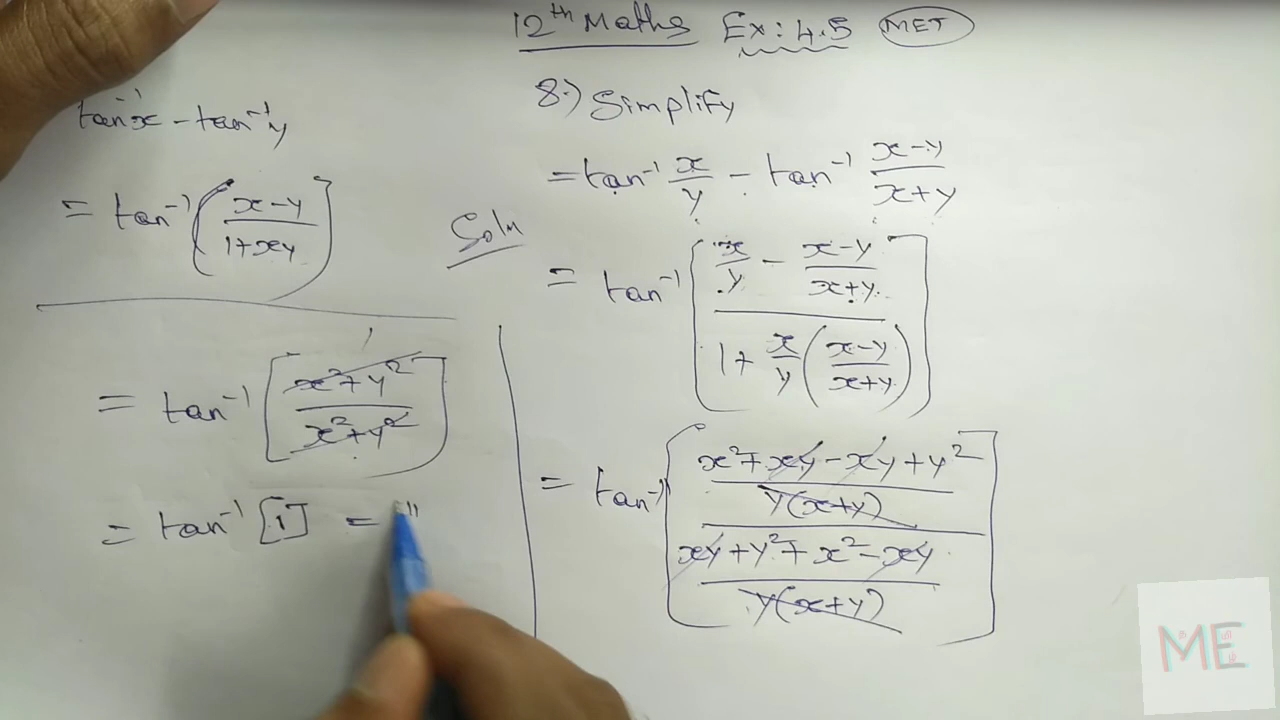 12th Maths Ex: 4.5 MET
8.) Simplify
= tan⁻¹ x/y - tan⁻¹ (x-y)/(x+y)
Soln
= tan⁻¹ [ (x/y - (x-y)/(x+y)) / (1 + x/y ((x-y)/(x+y))) ]
= tan⁻¹ [ ((x² + xy - xy + y²)/(y(x+y))) / ((xy + y² + x² - xy)/(y(x+y))) ]
tan⁻¹x - tan⁻¹y
= tan⁻¹ ( (x-y)/(1+xy) )
= tan⁻¹ [ (x² + y²)/(x² + y²) ]
= tan⁻¹ [1] =
ME